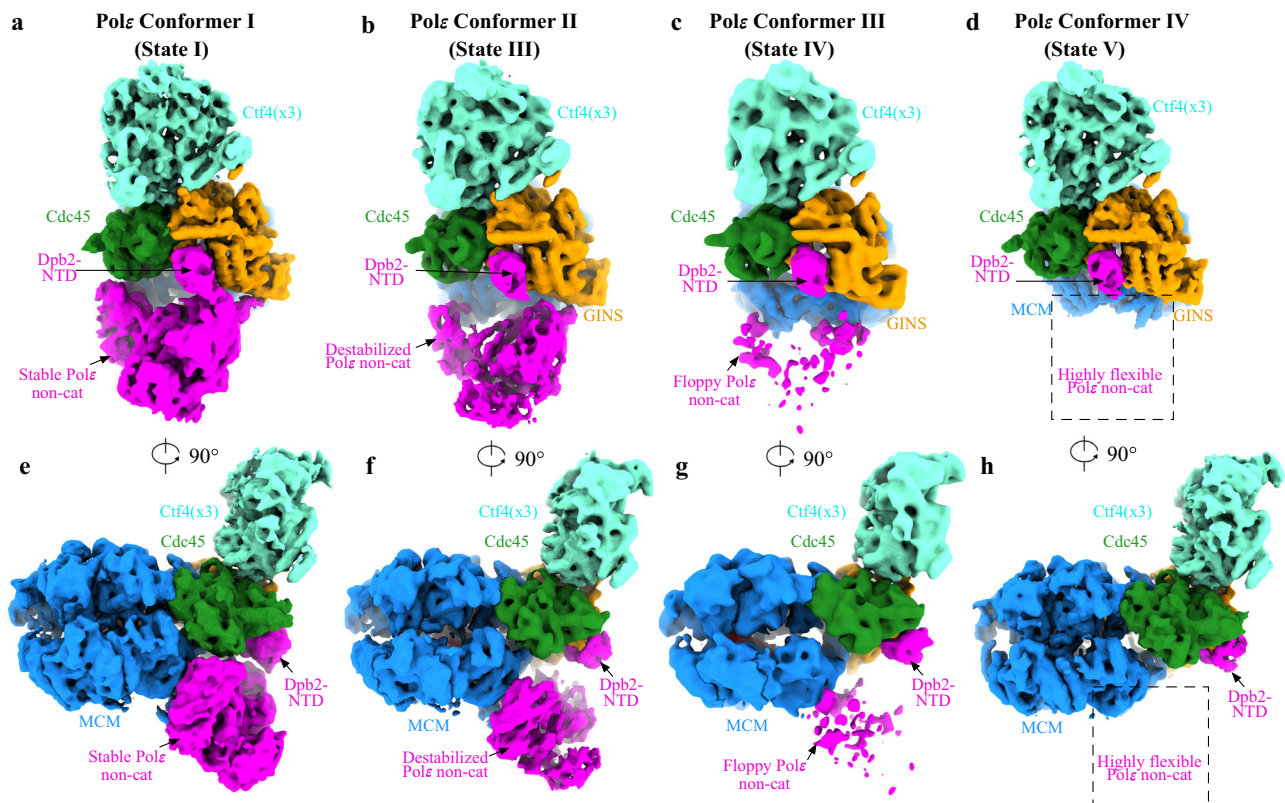 a
Polε Conformer I
(State I)
b
Polε Conformer II
(State III)
c
Polε Conformer III
(State IV)
d
Polε Conformer IV
(State V)
Ctf4(x3)
Cdc45
Dpb2-
NTD
Stable Polε
non-cat
Ctf4(x3)
Cdc45
Dpb2-
NTD
GINS
Destabilized
Polε non-cat
Ctf4(x3)
Cdc45
Dpb2-
NTD
GINS
Floppy Polε
non-cat
Ctf4(x3)
Cdc45
Dpb2-
NTD
MCM
GINS
Highly flexible
Polε non-cat
90°
90°
90°
90°
e
Ctf4(x3)
Cdc45
Dpb2-
NTD
MCM
Stable Polε
non-cat
f
Ctf4(x3)
Cdc45
Dpb2-
NTD
MCM
Destabilized
Polε non-cat
g
Ctf4(x3)
Cdc45
Dpb2-
NTD
MCM
Floppy Polε
non-cat
h
Ctf4(x3)
Cdc45
Dpb2-
NTD
MCM
Highly flexible
Polε non-cat